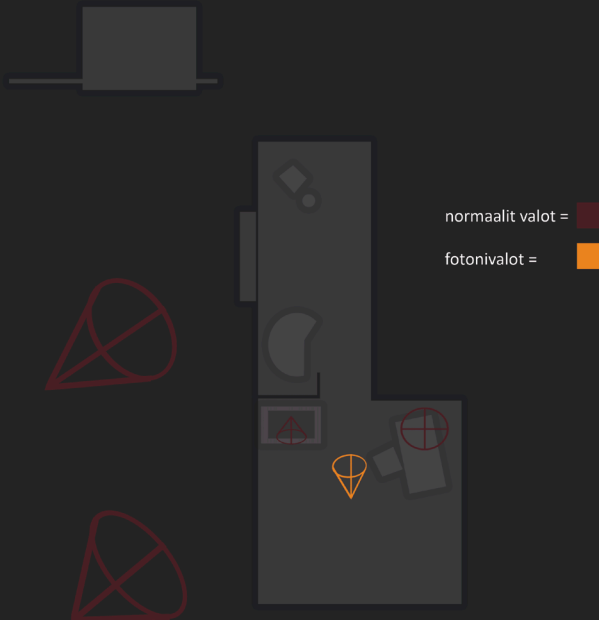 normaalit valot =
fotonivalot =